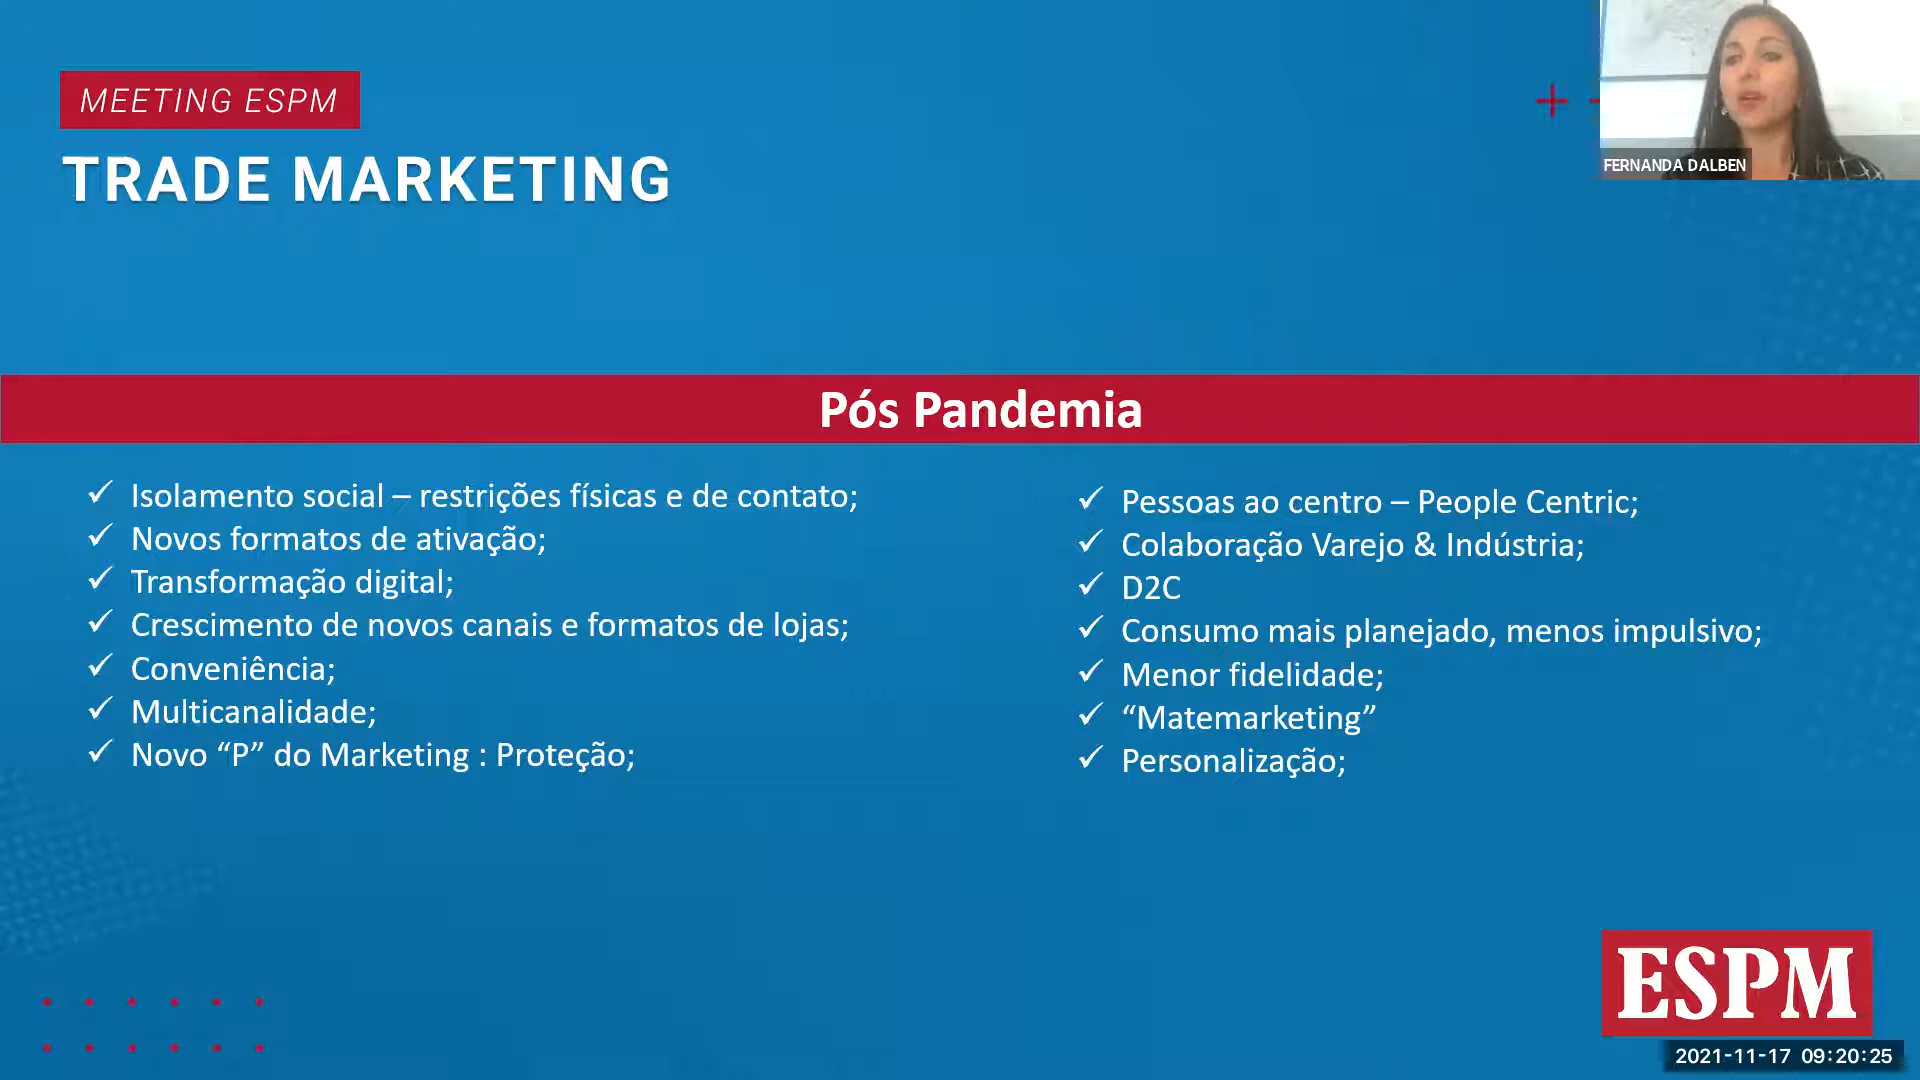 MEETING ESPM
TRADE MARKETING
FERNANDA DALBEN
Pós Pandemia
✓ Isolamento social – restrições físicas e de contato;
✓ Novos formatos de ativação;
✓ Transformação digital;
✓ Crescimento de novos canais e formatos de lojas;
✓ Conveniência;
✓ Multicanalidade;
✓ Novo “P” do Marketing : Proteção;
✓ Pessoas ao centro – People Centric;
✓ Colaboração Varejo & Indústria;
✓ D2C
✓ Consumo mais planejado, menos impulsivo;
✓ Menor fidelidade;
✓ “Matemarketing”
✓ Personalização;
ESPM
2021-11-17 09:20:25